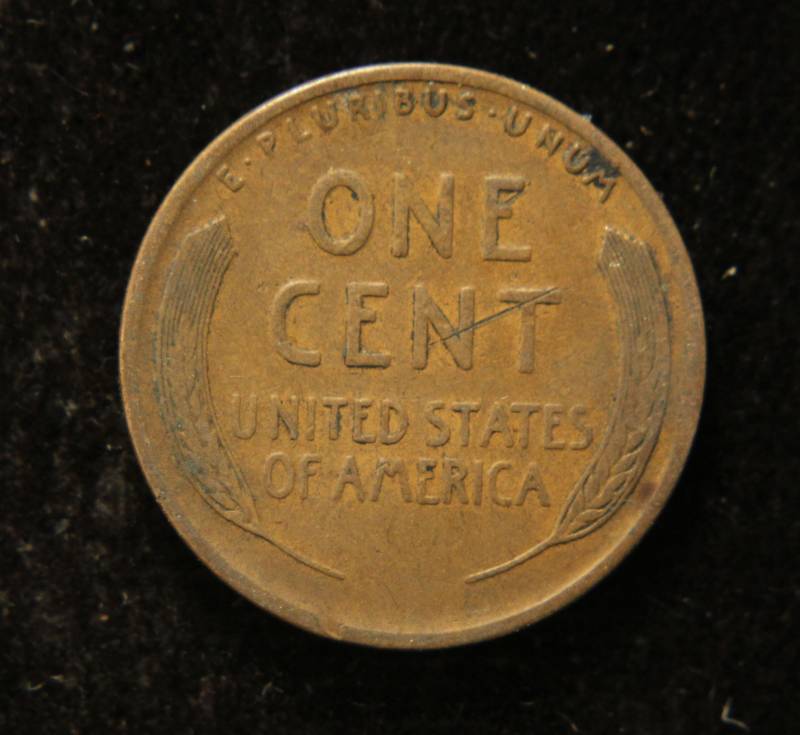 E·PLURIBUS·UNUM
ONE
CENT
UNITED STATES
OF AMERICA